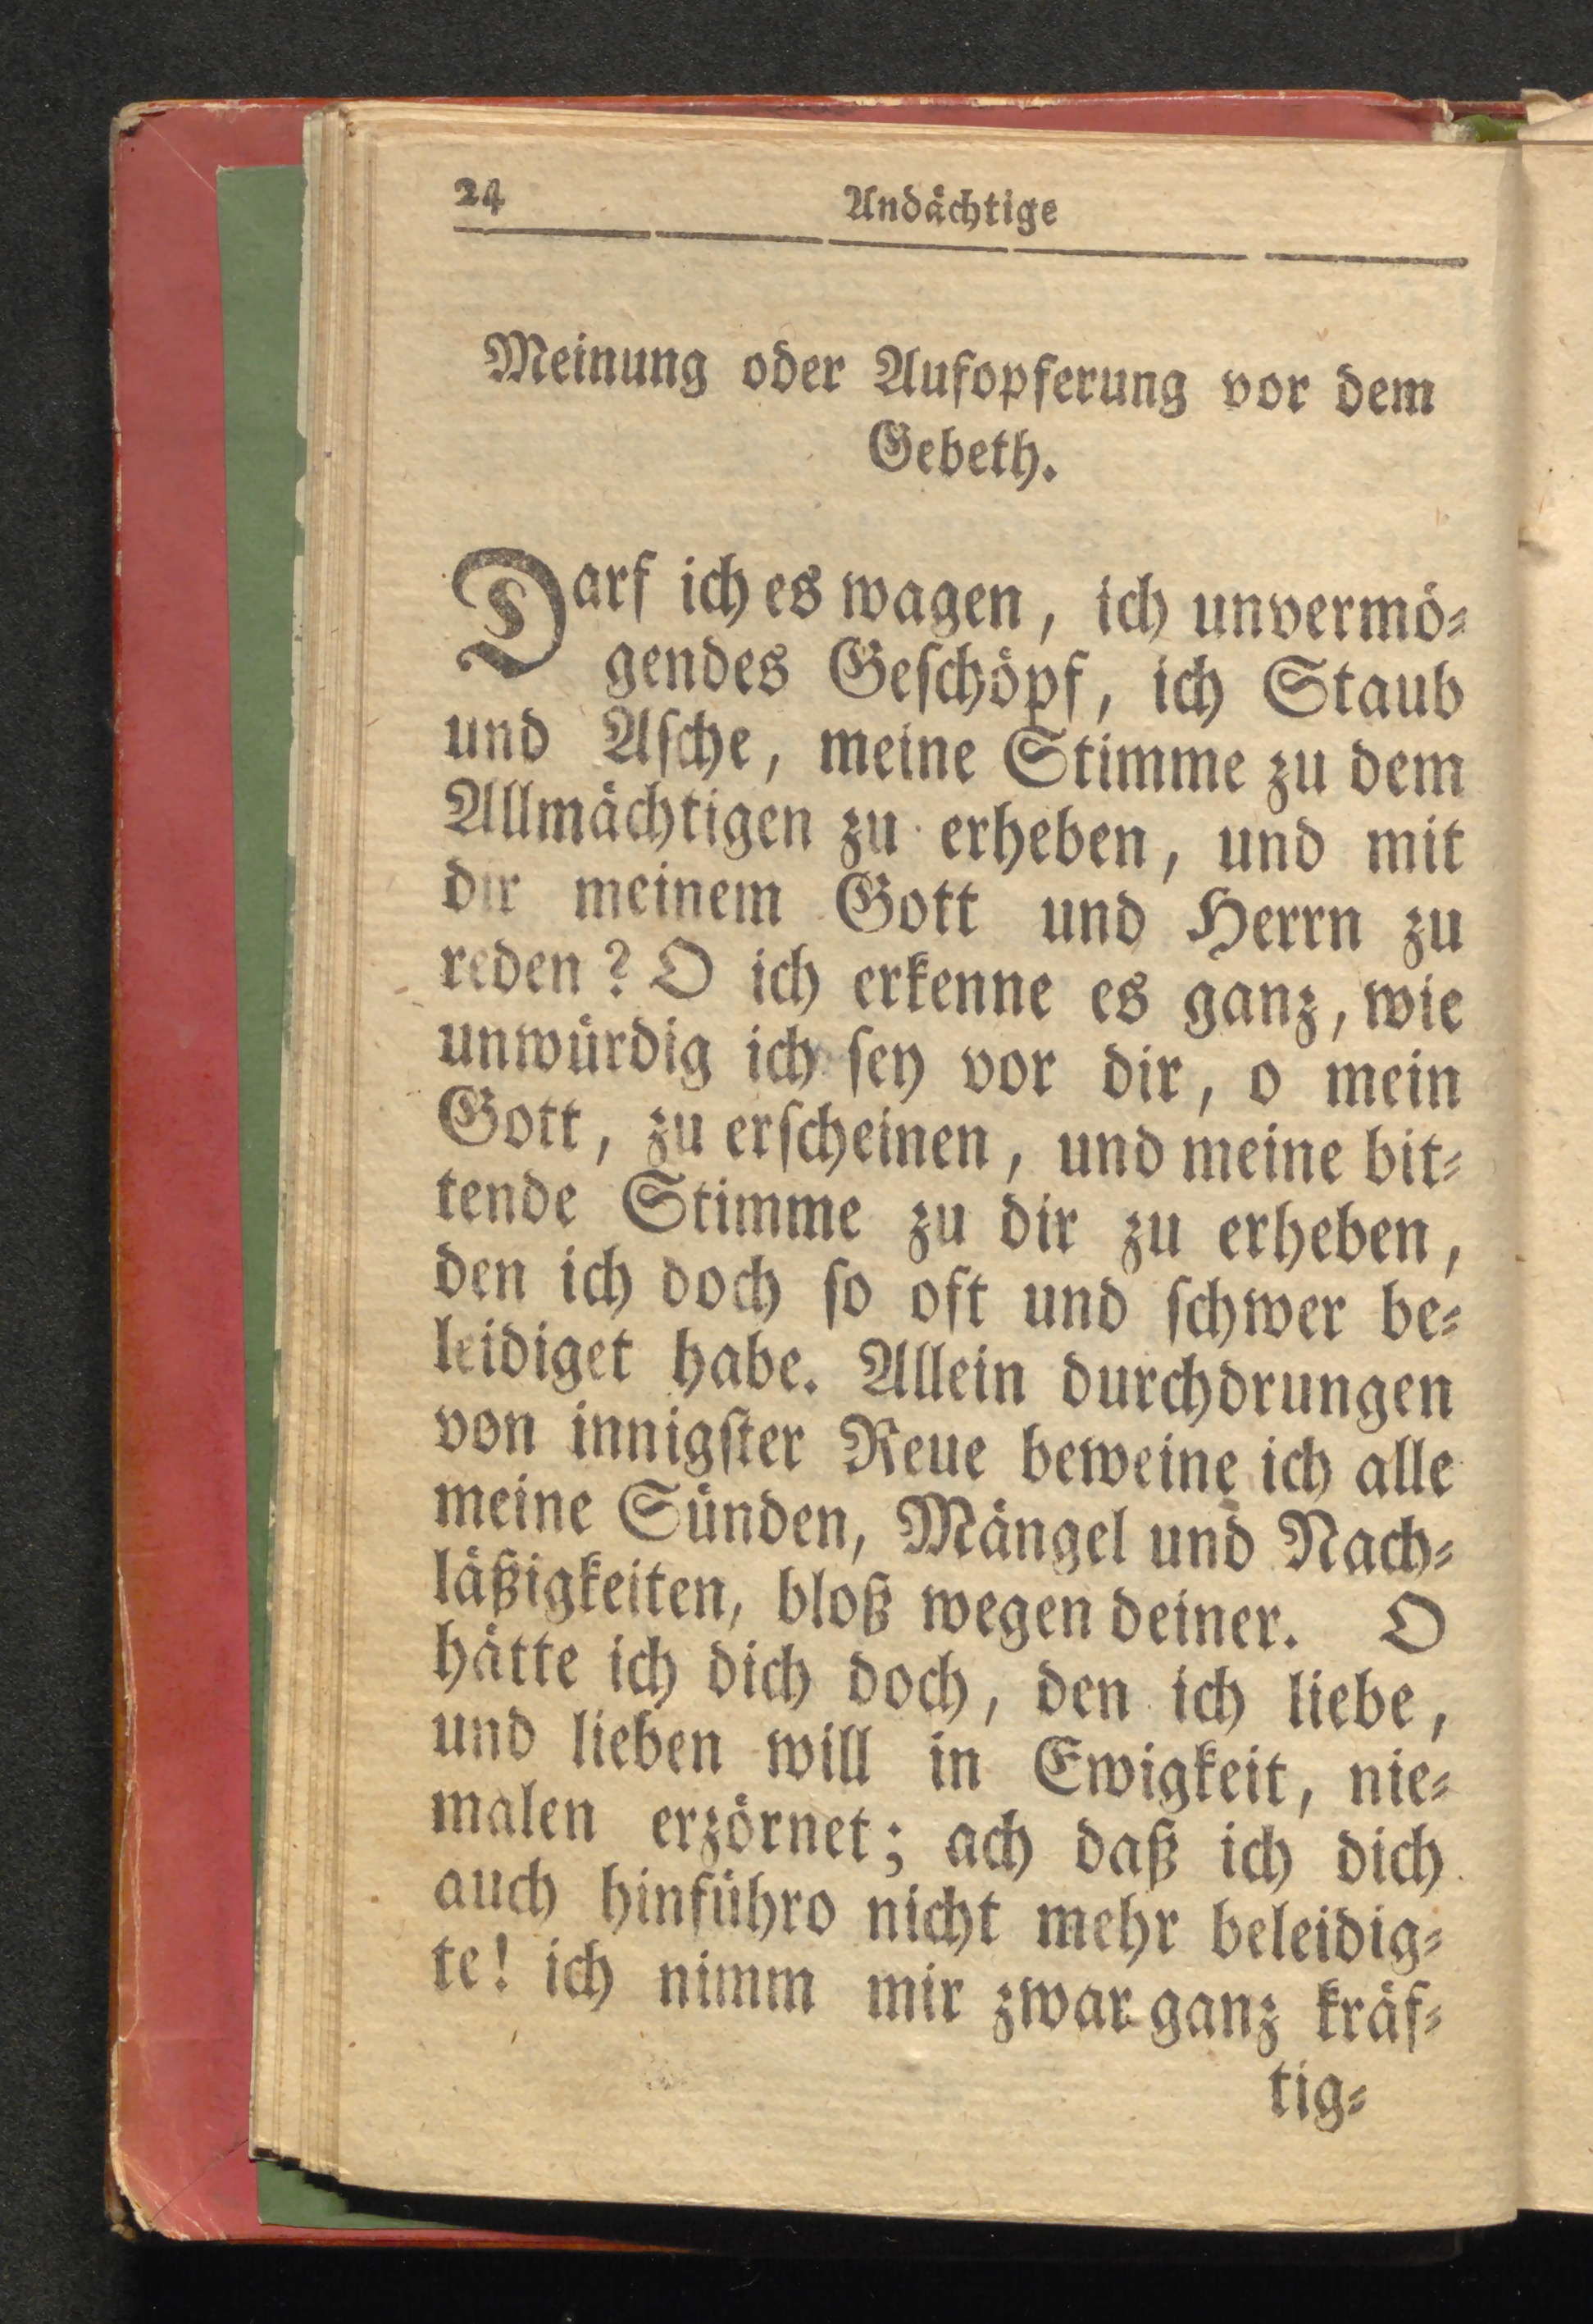 24 Andächtige
Meinung oder Aufopferung vor dem
Gebeth.
Darf ich es wagen, ich unvermö⸗
gendes Geſchöpf, ich Staub
und Aſche, meine Stimme zu dem
Allmächtigen zu erheben, und mit
dir meinem Gott und Herrn zu
reden? O ich erkenne es ganz, wie
unwürdig ich ſey vor dir, o mein
Gott, zu erſcheinen, und meine bit⸗
tende Stimme zu dir zu erheben,
den ich doch ſo oft und ſchwer be⸗
leidiget habe. Allein durchdrungen
von innigſter Reue beweine ich alle
meine Sünden, Mängel und Nach⸗
läßigkeiten, bloß wegen deiner. O
hätte ich dich doch, den ich liebe,
und lieben will in Ewigkeit, nie⸗
malen erzörnet; ach daß ich dich
auch hinführo nicht mehr beleidig⸗
te! ich nimm mir zwar ganz kräf⸗
tig⸗